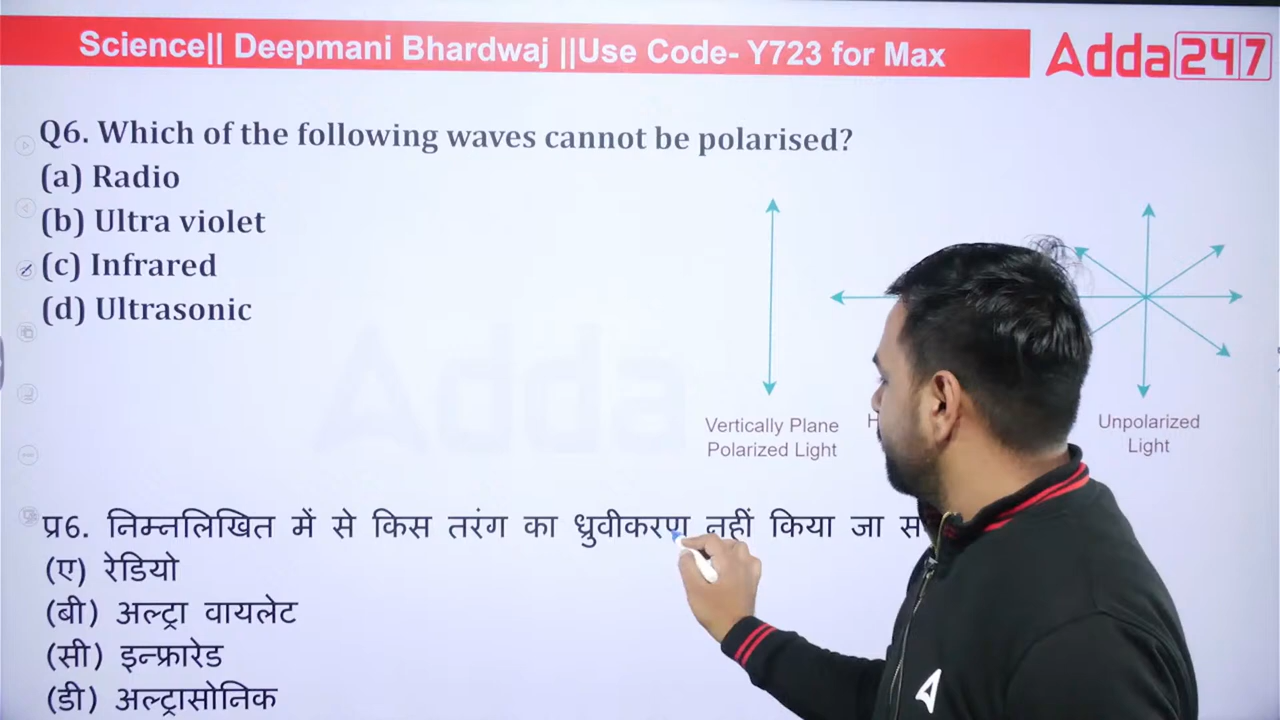 Science|| Deepmani Bhardwaj ||Use Code- Y723 for Max
Adda247
Q6. Which of the following waves cannot be polarised?
(a) Radio
(b) Ultra violet
(c) Infrared
(d) Ultrasonic
Adda
Vertically Plane
Polarized Light
H
Unpolarized
Light
प्र6. निम्नलिखित में से किस तरंग का ध्रुवीकरण नहीं किया जा स
(ए) रेडियो
(बी) अल्ट्रा वायलेट
(सी) इन्फ्रारेड
(डी) अल्ट्रासोनिक